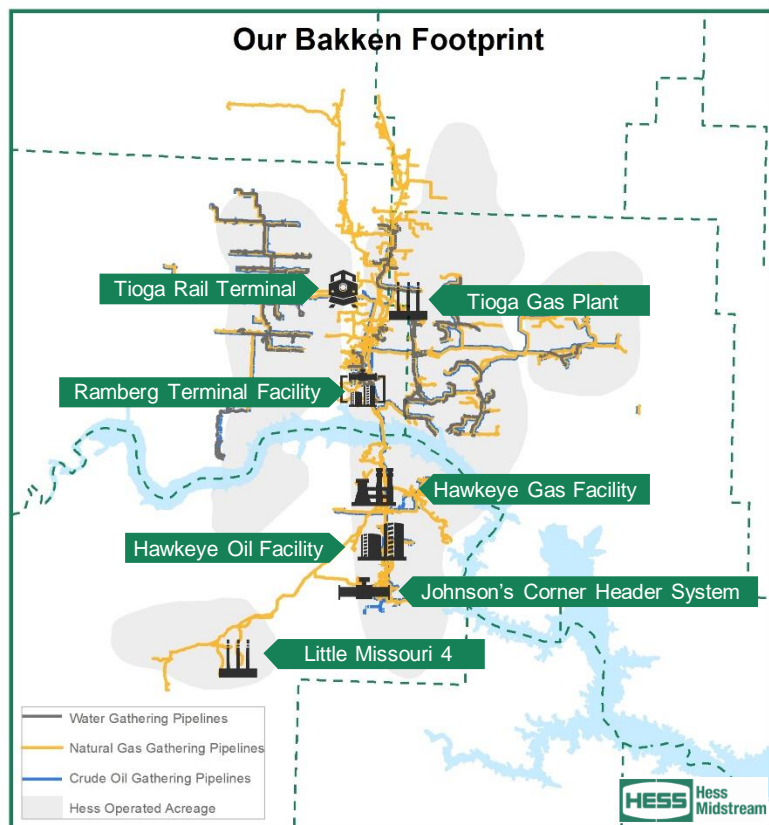 Our Bakken Footprint
Tioga Rail Terminal
Tioga Gas Plant
Ramberg Terminal Facility
Hawkeye Gas Facility
Hawkeye Oil Facility
Johnson's Corner Header System
Little Missouri 4
Water Gathering Pipelines
Natural Gas Gathering Pipelines
Crude Oil Gathering Pipelines
Hess Operated Acreage
HESS
Hess
Midstream